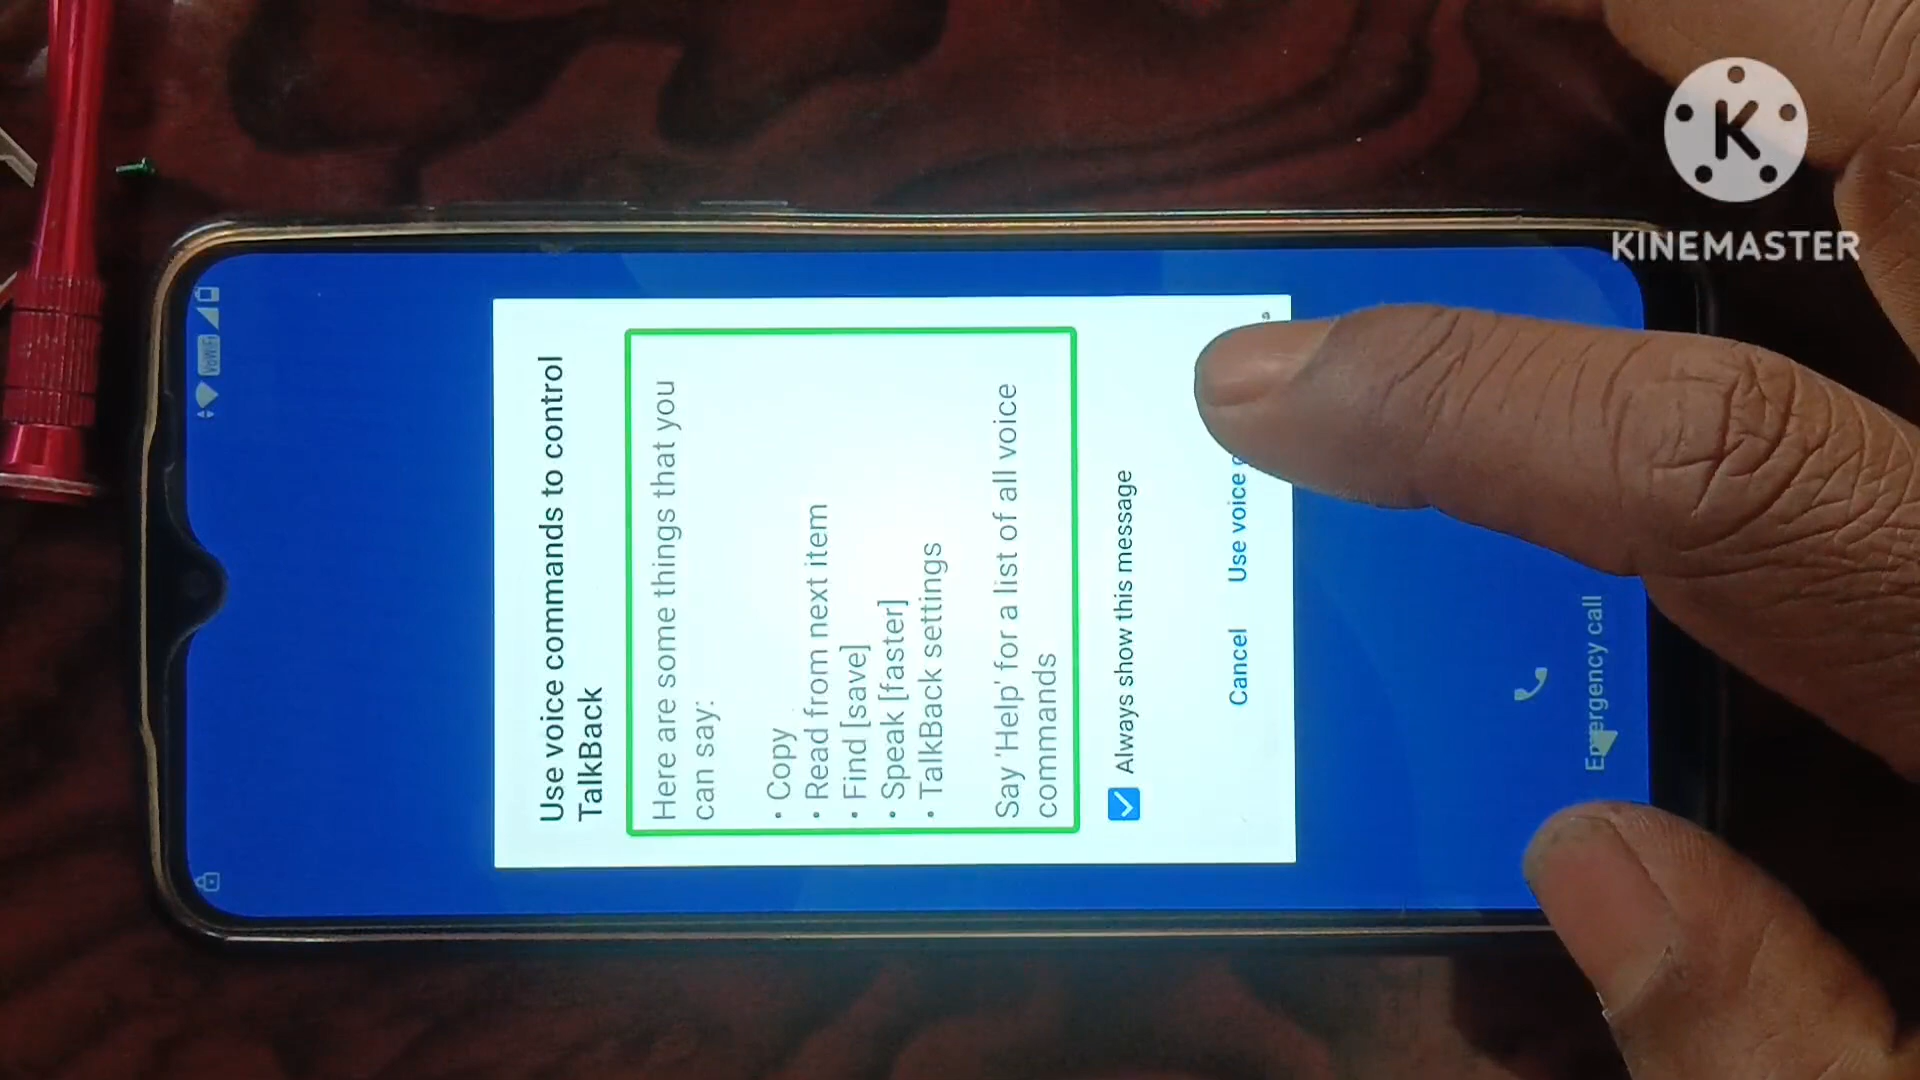 K
KINEMASTER
VoWiFi
Use voice commands to control
TalkBack
Here are some things that you
can say:
• Copy
• Read from next item
• Find [save]
• Speak [faster]
• TalkBack settings
Say 'Help' for a list of all voice
commands
Always show this message
Cancel
Use voice
Emergency call